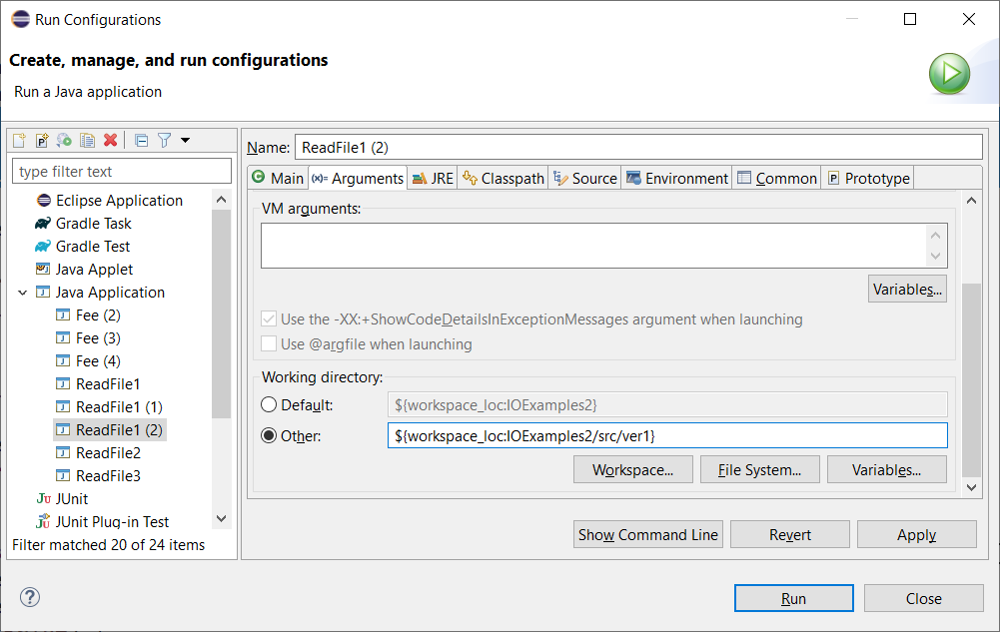 Run Configurations
Create, manage, and run configurations
Run a Java application
type filter text
Eclipse Application
Gradle Task
Gradle Test
Java Applet
Java Application
Fee (2)
Fee (3)
Fee (4)
ReadFile1
ReadFile1 (1)
ReadFile1 (2)
ReadFile2
ReadFile3
JUnit
JUnit Plug-in Test
Filter matched 20 of 24 items
Name: ReadFile1 (2)
Main Arguments JRE Classpath Source Environment Common Prototype
VM arguments:
Variables...
Use the -XX:+ShowCodeDetailsInExceptionMessages argument when launching
Use @argfile when launching
Working directory:
Default: ${workspace_loc:IOExamples2}
Other: ${workspace_loc:IOExamples2/src/ver1}
Workspace... File System... Variables...
Show Command Line Revert Apply
Run Close